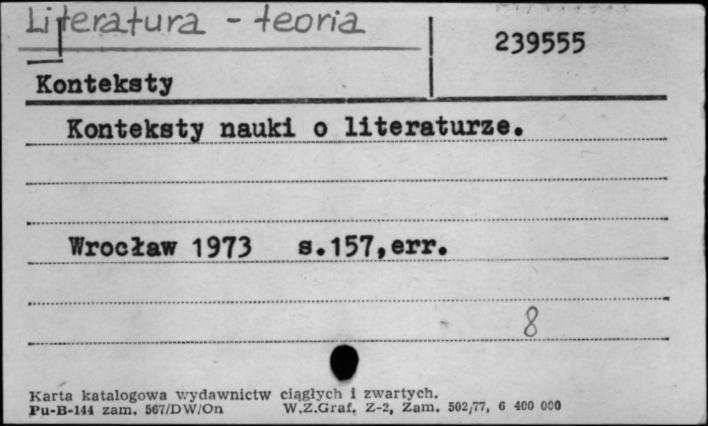 Literatura - teoria
239555
Konteksty
Konteksty nauki o literaturze.
Wrocław 1973 s.157,err.
8
Karta katalogowa wydawnictw ciągłych i zwartych.
Pu-B-144 zam. 567/DW/On W.Z.Graf. Z-2, Zam. 502/77, 6 400 000